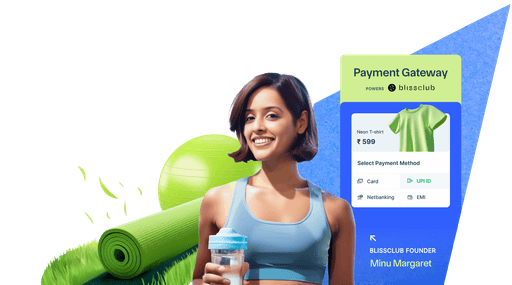 Payment Gateway
POWERS blissclub
Neon T-shirt
₹ 599
Select Payment Method
Card
UPI ID
Netbanking
EMI
BLISSCLUB FOUNDER
Minu Margaret